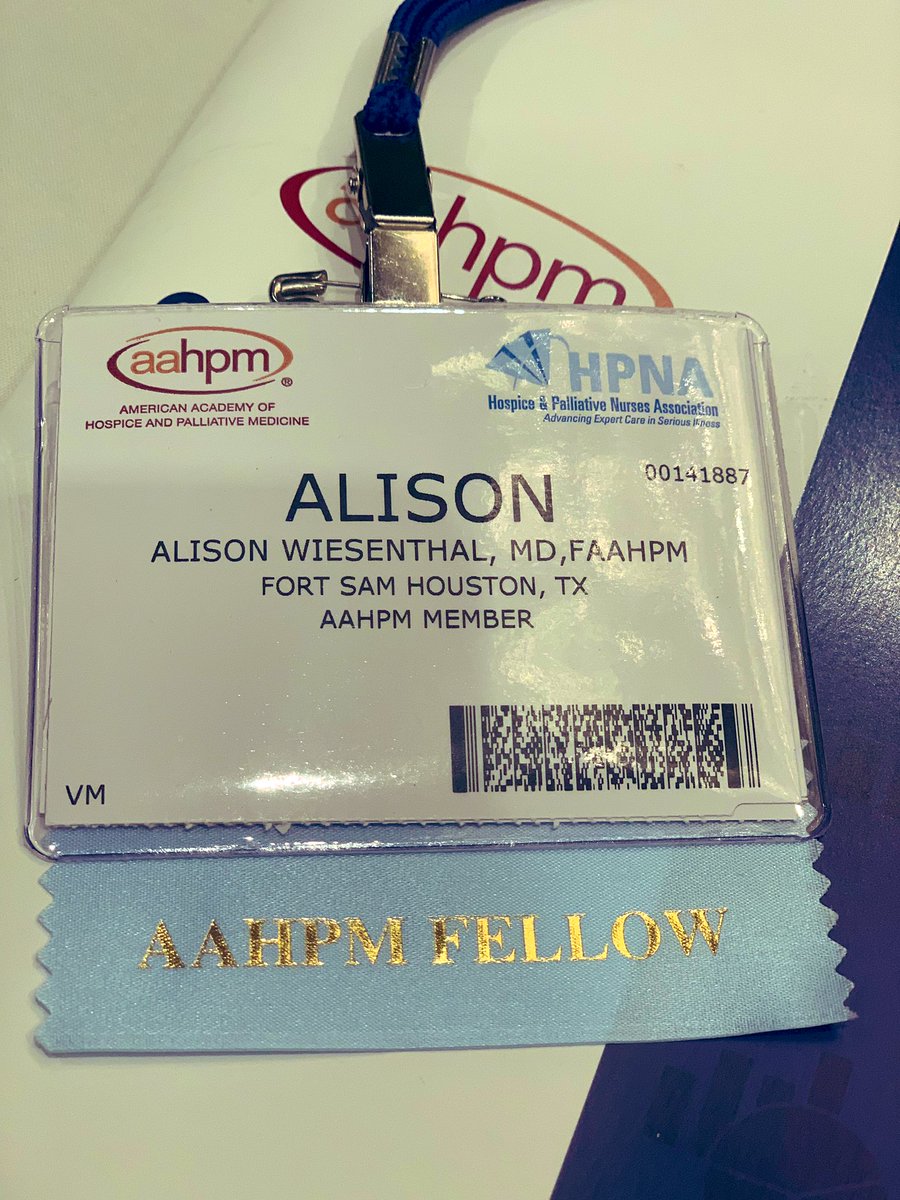 aahpm
aahpm®
AMERICAN ACADEMY OF
HOSPICE AND PALLIATIVE MEDICINE
HPNA
Hospice & Palliative Nurses Association
Advancing Expert Care in Serious Illness
00141887
ALISON
ALISON WIESENTHAL, MD,FAAHPM
FORT SAM HOUSTON, TX
AAHPM MEMBER
VM
AAHPM FELLOW